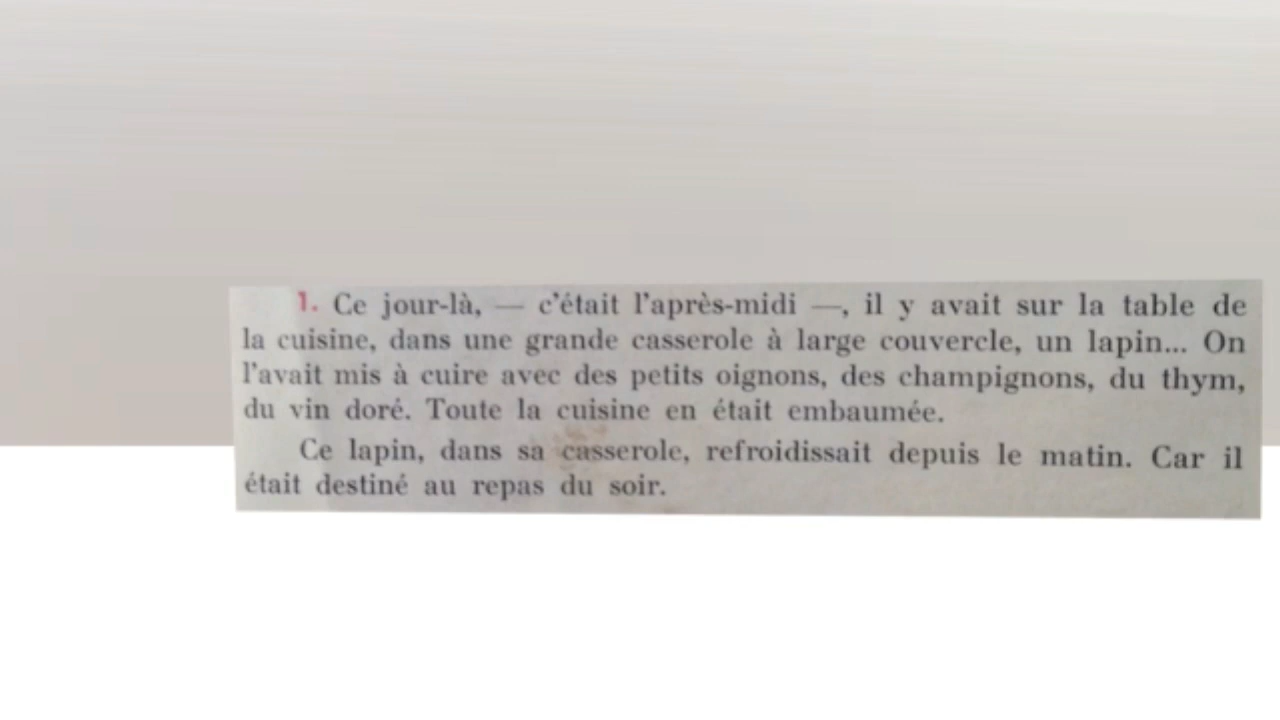 1. Ce jour-là, — c'était l'après-midi —, il y avait sur la table de
la cuisine, dans une grande casserole à large couvercle, un lapin... On
l'avait mis à cuire avec des petits oignons, des champignons, du thym,
du vin doré. Toute la cuisine en était embaumée.
Ce lapin, dans sa casserole, refroidissait depuis le matin. Car il
était destiné au repas du soir.